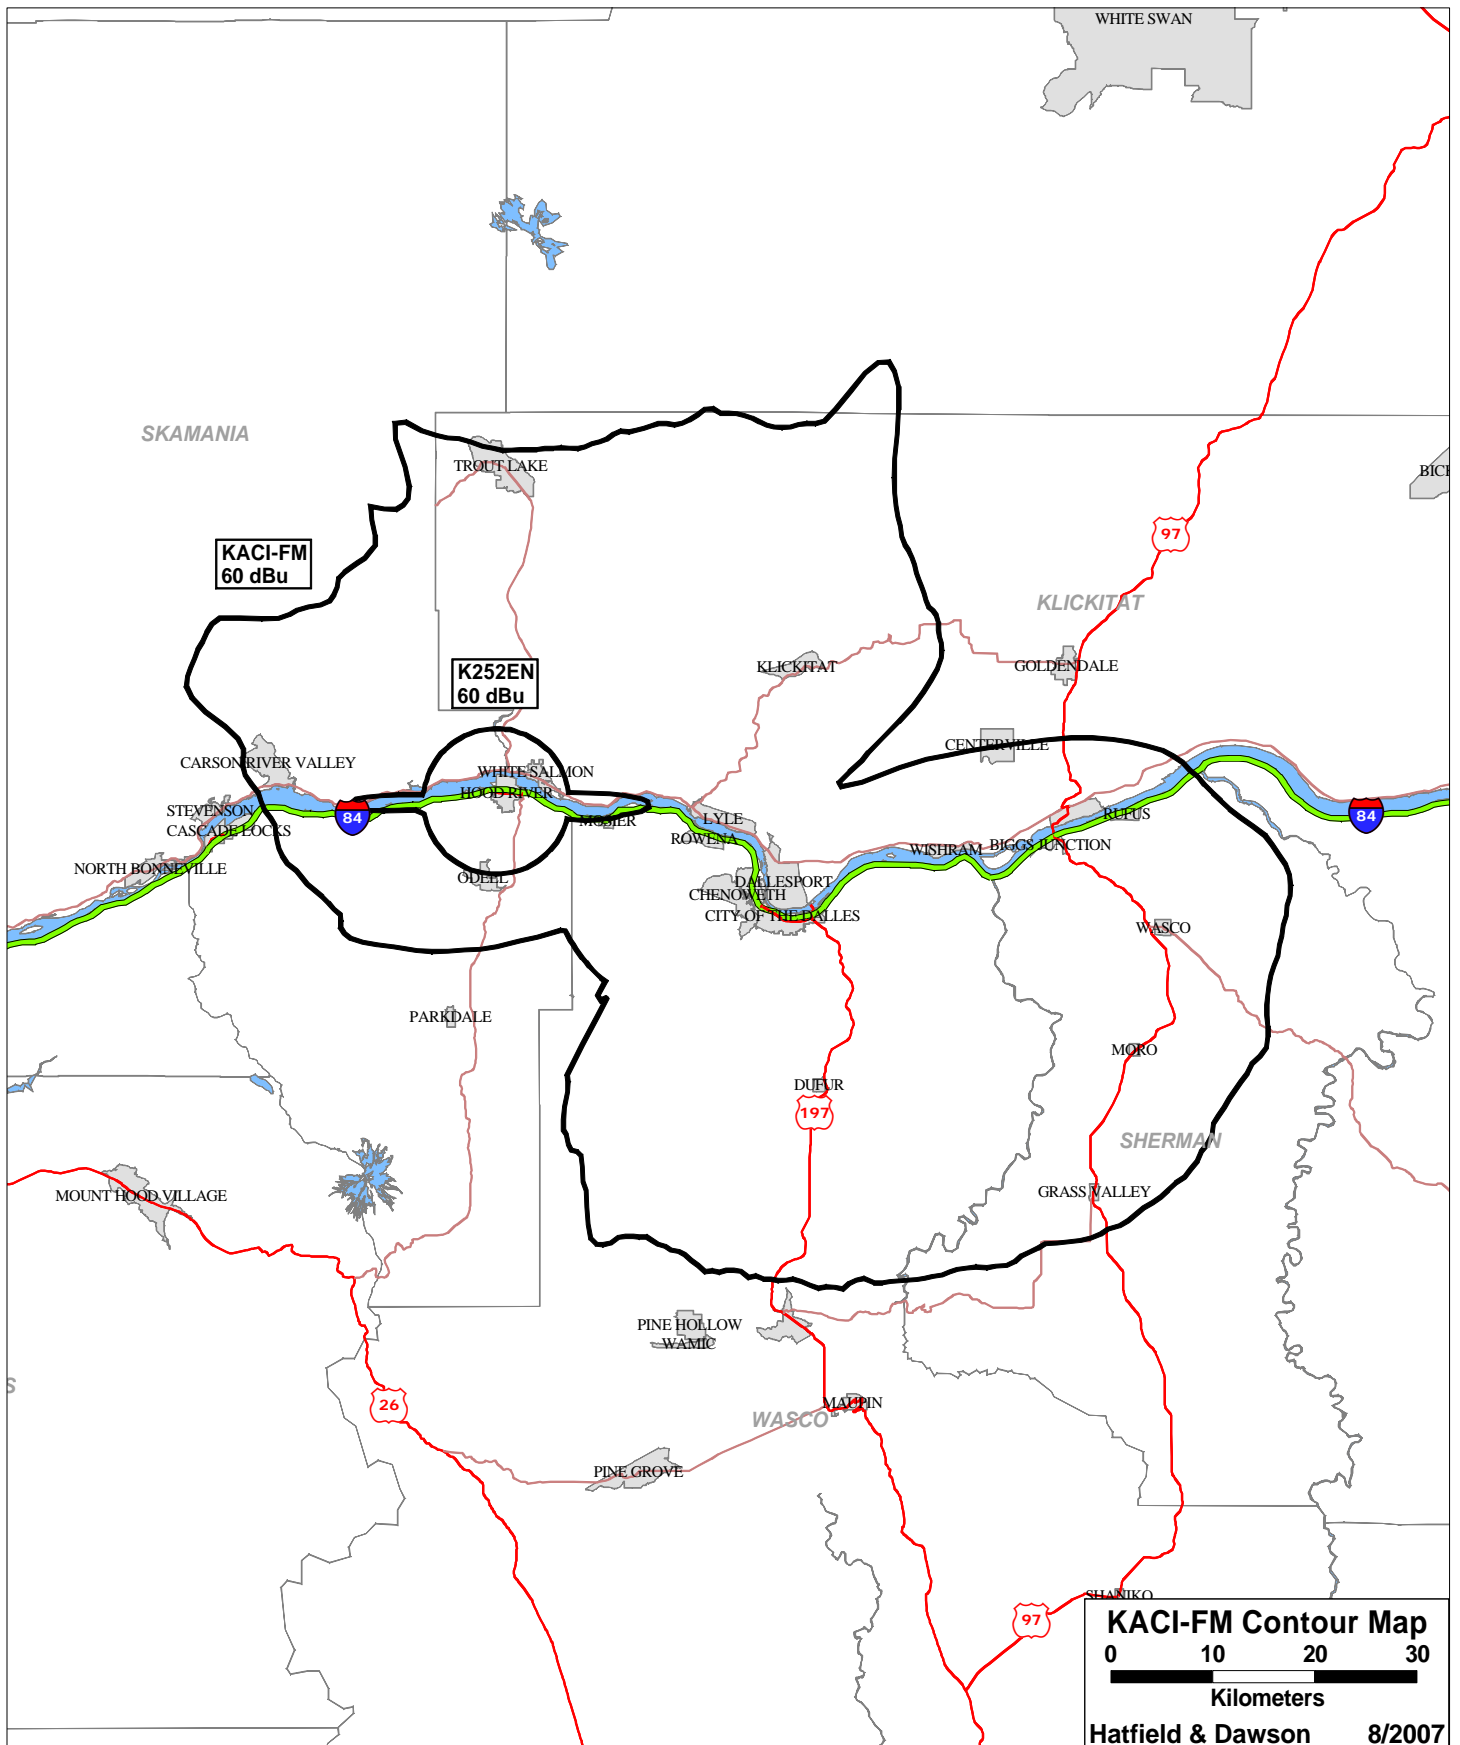 WHITE SWAN
SKAMANIA
TROUT LAKE
BICK
97
KACI-FM
60 dBu
KLICKITAT
K252EN
60 dBu
KLICKITAT
GOLDENDALE
CENTERVILLE
CARSON RIVER VALLEY
WHITE SALMON
HOOD RIVER
STEVENSON
84
MOSIER
LYLE
RUFUS
84
CASCADE LOCKS
ROWENA
WISHRAM
BIGGS JUNCTION
NORTH BONNEVILLE
ODELL
DALLESPORT
CHENOWETH
CITY OF THE DALLES
WASCO
PARKDALE
MORO
DUFUR
197
SHERMAN
MOUNT HOOD VILLAGE
GRASS VALLEY
PINE HOLLOW
WAMIC
S
26
MAUPIN
WASCO
PINE GROVE
SHANIKO
97
KACI-FM Contour Map
0 10 20 30
Kilometers
Hatfield & Dawson 8/2007